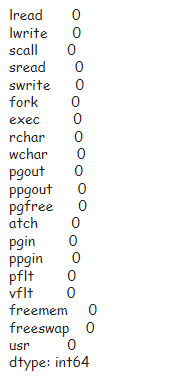 lread 0
lwrite 0
scall 0
sread 0
swrite 0
fork 0
exec 0
rchar 0
wchar 0
pgout 0
ppgout 0
pgfree 0
atch 0
pgin 0
ppgin 0
pflt 0
vflt 0
freemem 0
freeswap 0
usr 0
dtype: int64